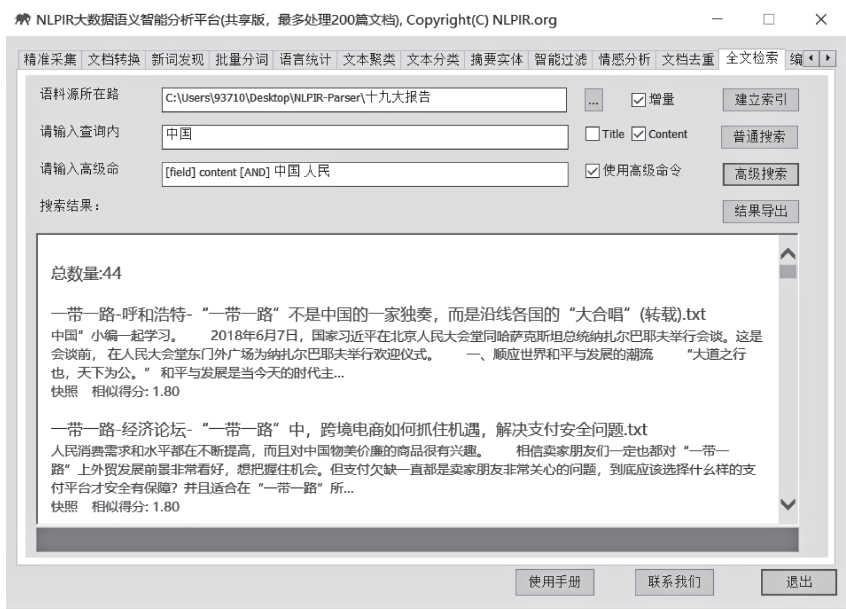 NLPIR大数据语义智能分析平台(共享版，最多处理200篇文档), Copyright(C) NLPIR.org
精准采集 文档转换 新词发现 批量分词 语言统计 文本聚类 文本分类 摘要实体 智能过滤 情感分析 文档去重 全文检索 编
语料源所在路 C:\Users\93710\Desktop\NLPIR-Parser\十九大报告 ... 增量 建立索引
请输入查询内 中国 Title Content 普通搜索
请输入高级命 [field] content [AND] 中国 人民 使用高级命令 高级搜索
搜索结果： 结果导出
总数量:44
一带一路-呼和浩特-“一带一路”不是中国的一家独奏，而是沿线各国的“大合唱”(转载).txt
中国”小编一起学习。 2018年6月7日，国家习近平在北京人民大会堂同哈萨克斯坦总统纳扎尔巴耶夫举行会谈。这是
会谈前，在人民大会堂东门外广场为纳扎尔巴耶夫举行欢迎仪式。 一、顺应世界和平与发展的潮流 “大道之行
也，天下为公。”和平与发展是当今天的时代主...
快照 相似得分: 1.80
一带一路-经济论坛-“一带一路”中，跨境电商如何抓住机遇，解决支付安全问题.txt
人民消费需求和水平都在不断提高，而且对中国物美价廉的商品很有兴趣。 相信卖家朋友们一定也都对“一带一
路”上外贸发展前景非常看好，想把握住机会。但支付欠缺一直都是卖家朋友非常关心的问题，到底应该选择什么样的支
付平台才安全有保障？并且适合在“一带一路”所...
快照 相似得分: 1.80
使用手册 联系我们 退出